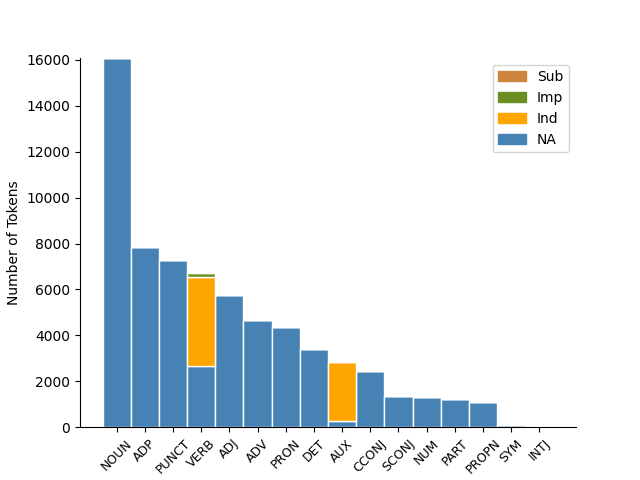 16000
14000
12000
10000
8000
6000
4000
2000
0
Number of Tokens
Sub
Imp
Ind
NA
NOUN
ADP
PUNCT
VERB
ADJ
ADV
PRON
DET
AUX
CCONJ
SCONJ
NUM
PART
PROPN
SYM
INTJ